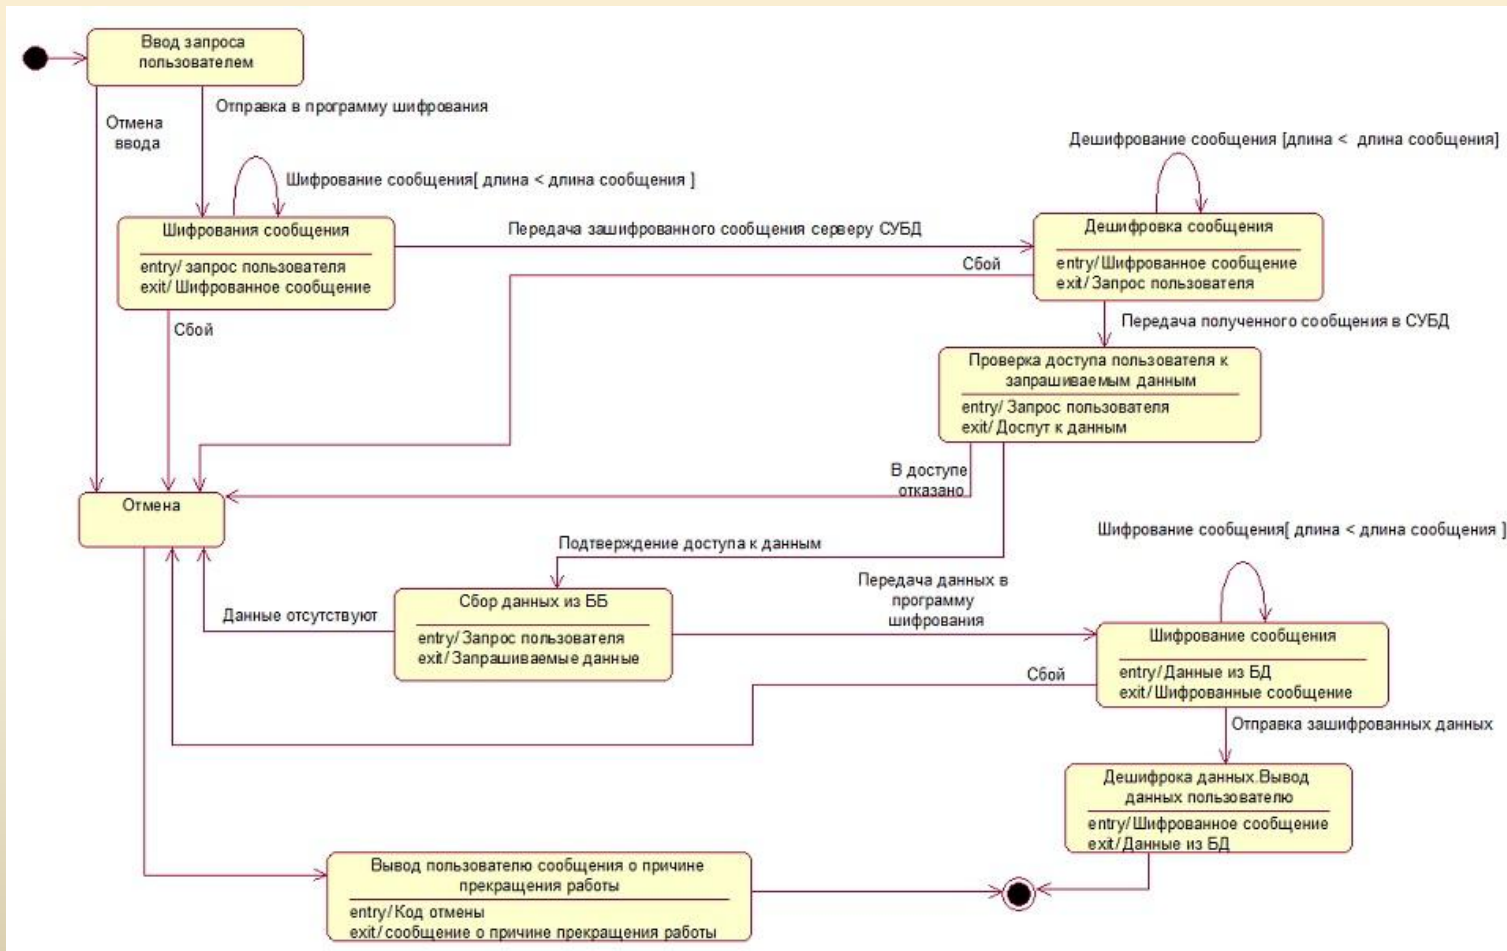 Ввод запроса
пользователем
Отправка в программу шифрования
Отмена
ввода
Дешифрование сообщения [длина < длина сообщения]
Шифрование сообщения[ длина < длина сообщения ]
Шифрования сообщения
entry/ запрос пользователя
exit/ Шифрованное сообщение
Передача зашифрованного сообщения серверу СУБД
Дешифровка сообщения
entry/ Шифрованное сообщение
exit/ Запрос пользователя
Сбой
Сбой
Передача полученного сообщения в СУБД
Проверка доступа пользователя к
запрашиваемым данным
entry/ Запрос пользователя
exit/ Доспут к данным
В доступе
отказано
Отмена
Шифрование сообщения[ длина < длина сообщения ]
Подтверждение доступа к данным
Передача данных в
программу
шифрования
Сбор данных из ББ
entry/ Запрос пользователя
exit/ Запрашиваемые данные
Данные отсутствуют
Шифрование сообщения
entry/ Данные из БД
exit/ Шифрованные сообщение
Сбой
Отправка зашифрованных данных
Дешифрока данных.Вывод
данных пользователю
entry/ Шифрованное сообщение
exit/ Данные из БД
Вывод пользователю сообщения о причине
прекращения работы
entry/ Код отмены
exit/ сообщение о причине прекращения работы